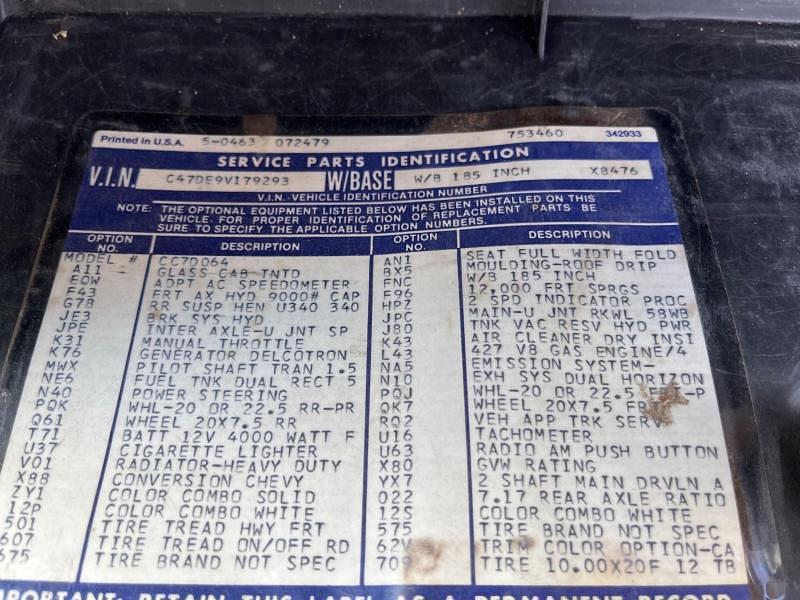 Printed in U.S.A. 5-0463 072479 753460 342933
SERVICE PARTS IDENTIFICATION
V.I.N. C47DE9V179293 W/BASE W/B 185 INCH X8476
V.I.N.-VEHICLE IDENTIFICATION NUMBER
NOTE: THE OPTIONAL EQUIPMENT LISTED BELOW HAS BEEN INSTALLED ON THIS
VEHICLE. FOR PROPER IDENTIFICATION OF REPLACEMENT PARTS BE
SURE TO SPECIFY THE APPLICABLE OPTION NUMBERS.
OPTION NO. DESCRIPTION OPTION NO. DESCRIPTION
MODEL # CC7D064 AN1 SEAT FULL WIDTH FOLD
A11 GLASS CAB TNTD BX5 MOULDING-ROOF DRIP
EQW ADPT AC SPEEDOMETER FNC W/B 185 INCH
F43 FRT AX HYD 9000# CAP F96 12,000 FRT SPRGS
G78 RR SUSP HEN U340 340 HP7 2 SPD INDICATOR PROC
JE3 BRK SYS HYD JPC MAIN-U JNT RKWL 58WB
JPE INTER AXLE-U JNT SP J80 TNK VAC RESV HYD PWR
K31 MANUAL THROTTLE K43 AIR CLEANER DRY INSI
K76 GENERATOR DELCOTRON L43 427 V8 GAS ENGINE/4
MWX PILOT SHAFT TRAN 1.5 NA5 EMISSION SYSTEM-
NE6 FUEL TNK DUAL RECT 5 N10 EXH SYS DUAL HORIZON
N40 POWER STEERING PQJ WHL-20 OR 22.5 -P
PQK WHL-20 OR 22.5 RR-PR QK7 WHEEL 20X7.5
Q61 WHEEL 20X7.5 RR RQ2 VEH APP TRK SERV
T71 BATT 12V 4000 WATT F U16 TACHOMETER
U37 CIGARETTE LIGHTER U63 RADIO AM PUSH BUTTON
V01 RADIATOR-HEAVY DUTY X80 GVW RATING
X88 CONVERSION CHEVY YX7 2 SHAFT MAIN DRVLN A
ZY1 COLOR COMBO SOLID 022 7.17 REAR AXLE RATIO
12P COLOR COMBO WHITE 12S COLOR COMBO WHITE
501 TIRE TREAD HWY FRT 575 TIRE BRAND NOT SPEC
607 TIRE TREAD ON/OFF RD 62V TRIM COLOR OPTION-CA
675 TIRE BRAND NOT SPEC 709 TIRE 10.00X20F 12 TB
IMPORTANT: RETAIN THIS LABEL AS A PERMANENT RECORD